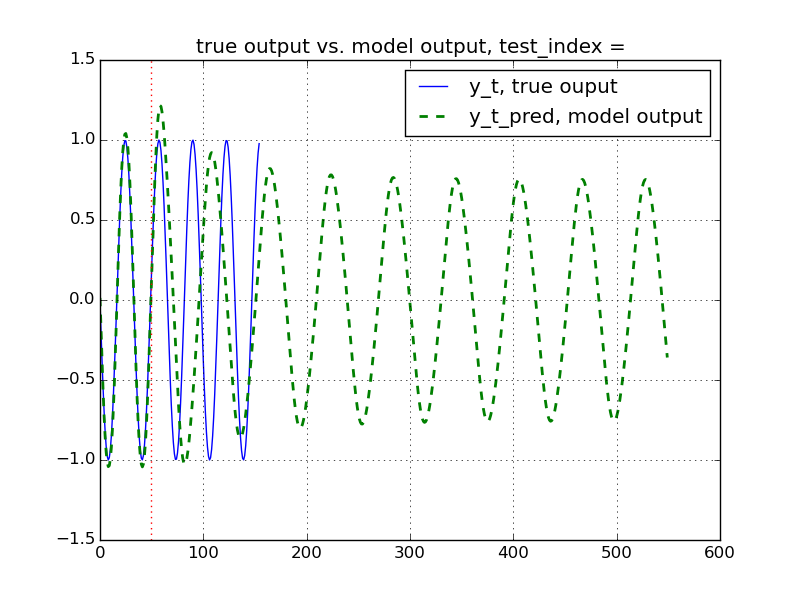 true output vs. model output, test_index =
y_t, true ouput
y_t_pred, model output
1.5
1.0
0.5
0.0
−0.5
−1.0
−1.5
0 100 200 300 400 500 600